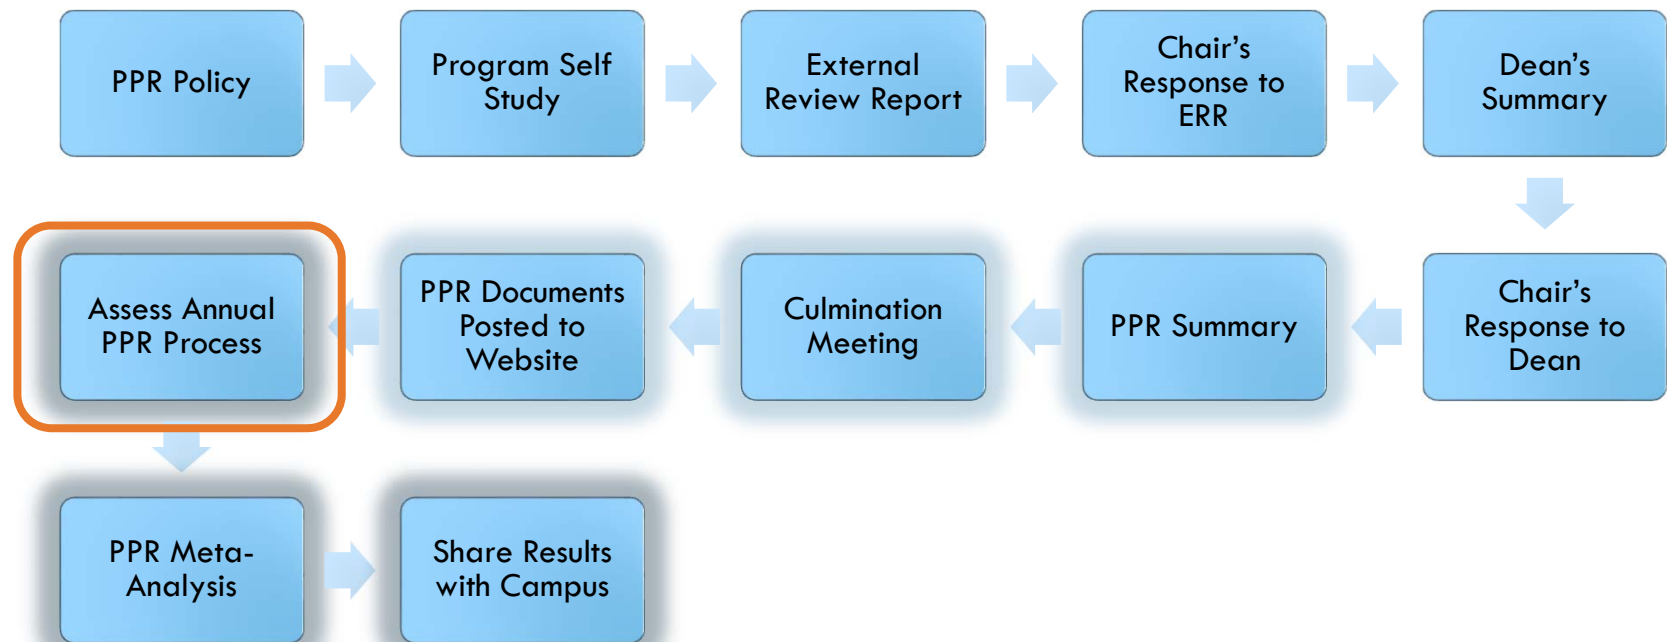 PPR Policy
Program Self
Study
External
Review Report
Chair's
Response to
ERR
Dean's
Summary
Chair's
Response to
Dean
PPR Summary
Culmination
Meeting
PPR Documents
Posted to
Website
Assess Annual
PPR Process
PPR Meta-
Analysis
Share Results
with Campus